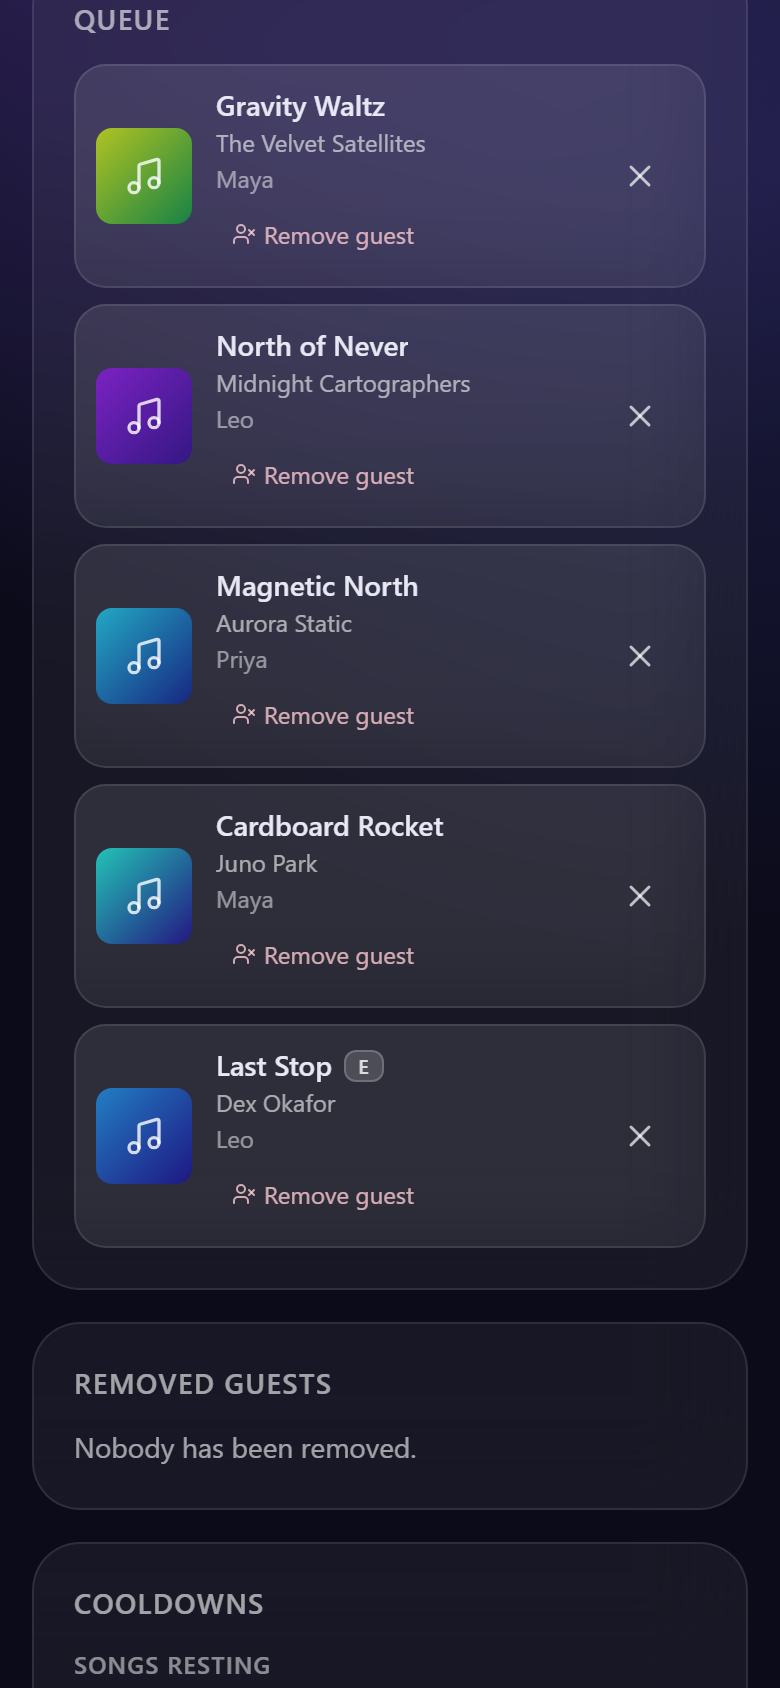 QUEUE
Gravity Waltz
The Velvet Satellites
Maya
Remove guest
North of Never
Midnight Cartographers
Leo
Remove guest
Magnetic North
Aurora Static
Priya
Remove guest
Cardboard Rocket
Juno Park
Maya
Remove guest
Last Stop E
Dex Okafor
Leo
Remove guest
REMOVED GUESTS
Nobody has been removed.
COOLDOWNS
SONGS RESTING